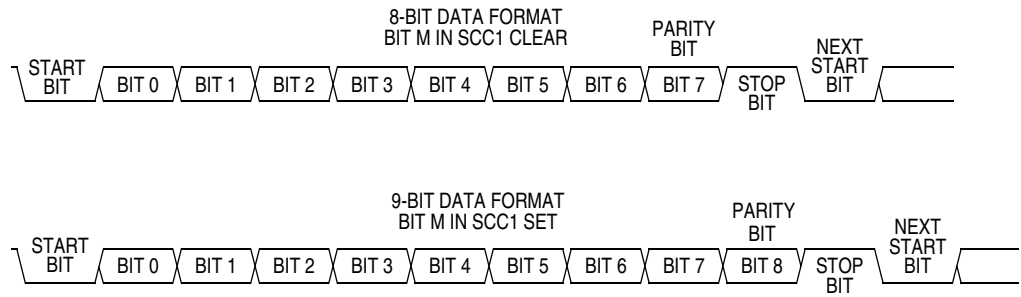 8-BIT DATA FORMAT
BIT M IN SCC1 CLEAR
PARITY
BIT
START
BIT
BIT 0
BIT 1
BIT 2
BIT 3
BIT 4
BIT 5
BIT 6
BIT 7
STOP
BIT
NEXT
START
BIT
9-BIT DATA FORMAT
BIT M IN SCC1 SET
PARITY
BIT
START
BIT
BIT 0
BIT 1
BIT 2
BIT 3
BIT 4
BIT 5
BIT 6
BIT 7
BIT 8
STOP
BIT
NEXT
START
BIT